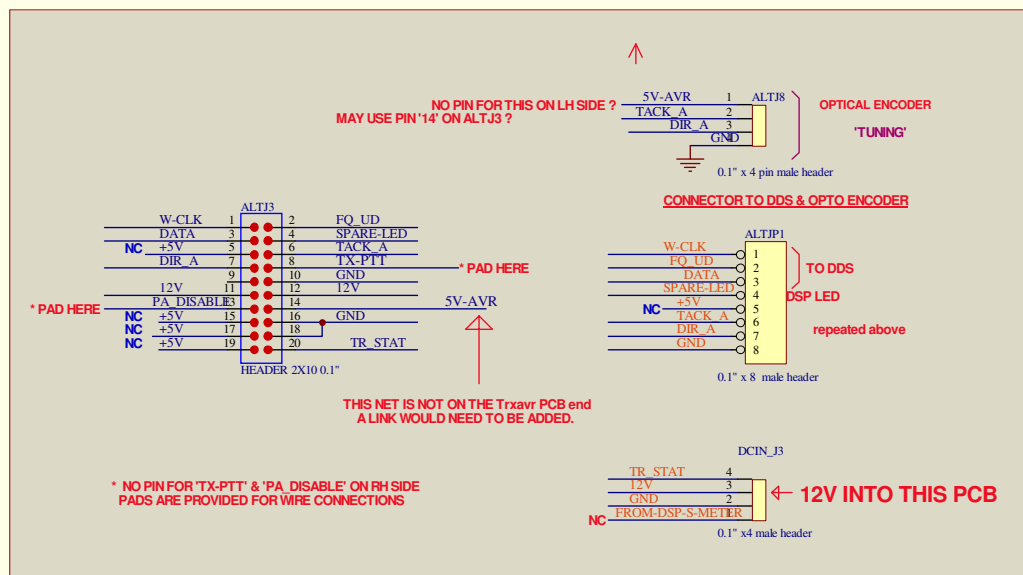 NO PIN FOR THIS ON LH SIDE ?
MAY USE PIN '14' ON ALTJ3 ?
5V-AVR 1 ALTJ8
TACK_A 2
DIR_A 3
GND 4
OPTICAL ENCODER
'TUNING'
0.1" x 4 pin male header
CONNECTOR TO DDS & OPTO ENCODER
ALTJ3
W-CLK 1 2 FQ_UD
DATA 3 4 SPARE-LED
NC +5V 5 6 TACK_A
DIR_A 7 8 TX-PTT * PAD HERE
9 10 GND
12V 11 12 12V
* PAD HERE PA_DISABLE 13 14 5V-AVR
NC +5V 15 16 GND
NC +5V 17 18
NC +5V 19 20 TR_STAT
HEADER 2X10 0.1"
THIS NET IS NOT ON THE Trxavr PCB end
A LINK WOULD NEED TO BE ADDED.
ALTJP1
W-CLK 1
FQ_UD 2
DATA 3
SPARE-LED 4
NC +5V 5
TACK_A 6
DIR_A 7
GND 8
TO DDS
DSP LED
repeated above
0.1" x 8 male header
* NO PIN FOR 'TX-PTT' & 'PA_DISABLE' ON RH SIDE
PADS ARE PROVIDED FOR WIRE CONNECTIONS
DCIN_J3
TR_STAT 4
12V 3
GND 2
NC FROM-DSP-S-METER 1
12V INTO THIS PCB
0.1" x4 male header